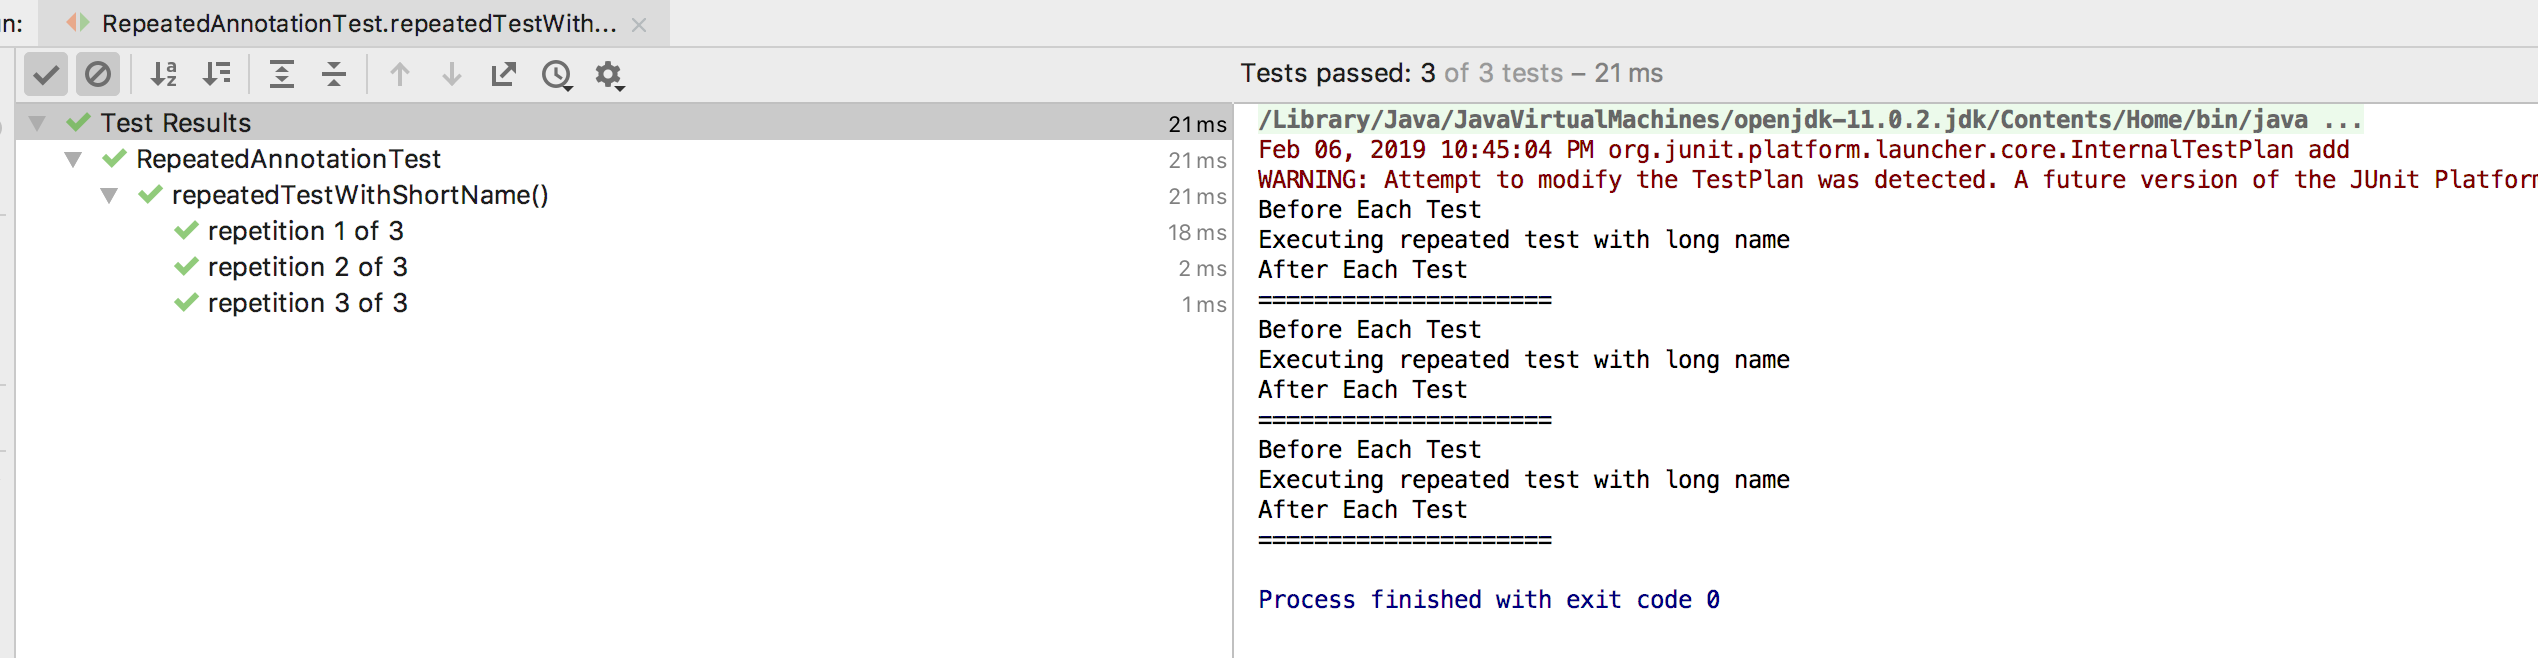 RepeatedAnnotationTest.repeatedTestWith...
Tests passed: 3 of 3 tests – 21 ms
Test Results 21 ms
RepeatedAnnotationTest 21 ms
repeatedTestWithShortName() 21 ms
repetition 1 of 3 18 ms
repetition 2 of 3 2 ms
repetition 3 of 3 1 ms
/Library/Java/JavaVirtualMachines/openjdk-11.0.2.jdk/Contents/Home/bin/java ...
Feb 06, 2019 10:45:04 PM org.junit.platform.launcher.core.InternalTestPlan add
WARNING: Attempt to modify the TestPlan was detected. A future version of the JUnit Platform
Before Each Test
Executing repeated test with long name
After Each Test
=====================
Before Each Test
Executing repeated test with long name
After Each Test
=====================
Before Each Test
Executing repeated test with long name
After Each Test
=====================
Process finished with exit code 0